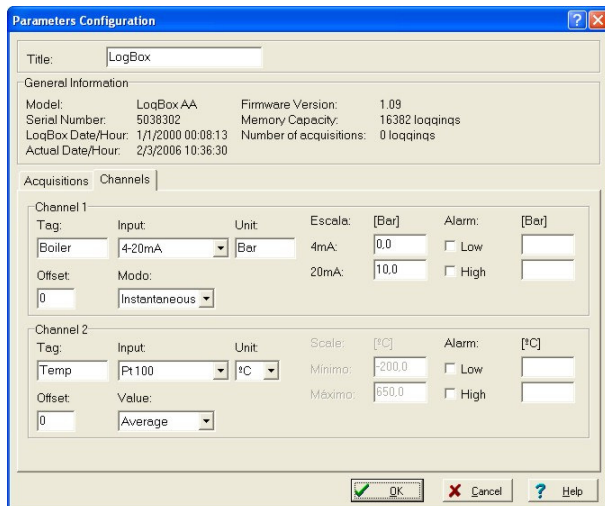 Parameters Configuration
Title: LogBox
General Information
Model: LogBox AA Firmware Version: 1.09
Serial Number: 5038302 Memory Capacity: 16382 loggings
LogBox Date/Hour: 1/1/2000 00:08:13 Number of acquisitions: 0 loggings
Actual Date/Hour: 2/3/2006 10:36:30
Acquisitions Channels
Channel 1
Tag: Input: Unit: Escala: [Bar] Alarm: [Bar]
Boiler 4-20mA Bar 4mA: 0,0 Low
Offset: Modo: 20mA: 10,0 High
0 Instantaneous
Channel 2
Tag: Input: Unit: Scale: [ºC] Alarm: [ºC]
Temp Pt100 ºC Mínimo: -200,0 Low
Offset: Value: Máximo: 650,0 High
0 Average
OK Cancel ? Help